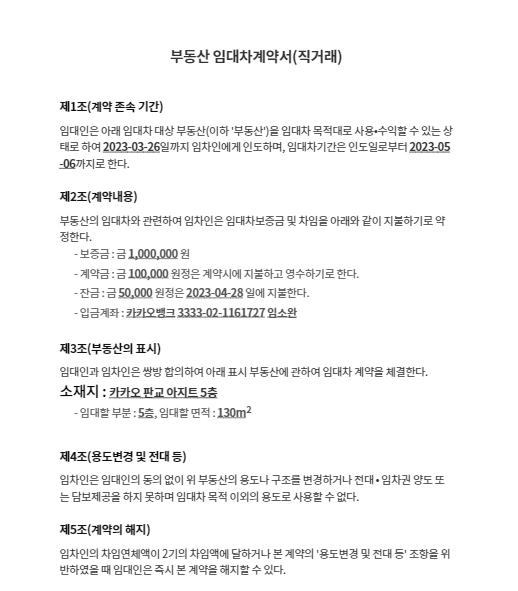 부동산 임대차계약서(직거래)
제1조(계약 존속 기간)
임대인은 아래 임대차 대상 부동산(이하 '부동산')을 임대차 목적대로 사용•수익할 수 있는 상
태로 하여 2023-03-26일까지 임차인에게 인도하며, 임대차기간은 인도일로부터 2023-05
-06까지로 한다.
제2조(계약내용)
부동산의 임대차와 관련하여 임차인은 임대차보증금 및 차임을 아래와 같이 지불하기로 약
정한다.
- 보증금 : 금 1,000,000 원
- 계약금 : 금 100,000 원정은 계약시에 지불하고 영수하기로 한다.
- 잔금 : 금 50,000 원정은 2023-04-28 일에 지불한다.
- 입금계좌 : 카카오뱅크 3333-02-1161727 임소완
제3조(부동산의 표시)
임대인과 임차인은 쌍방 합의하여 아래 표시 부동산에 관하여 임대차 계약을 체결한다.
소재지 : 카카오 판교 아지트 5층
- 임대할 부분 : 5층, 임대할 면적 : 130m2
제4조(용도변경 및 전대 등)
임차인은 임대인의 동의 없이 위 부동산의 용도나 구조를 변경하거나 전대 • 임차권 양도 또
는 담보제공을 하지 못하며 임대차 목적 이외의 용도로 사용할 수 없다.
제5조(계약의 해지)
임차인의 차임연체액이 2기의 차임액에 달하거나 본 계약의 '용도변경 및 전대 등' 조항을 위
반하였을 때 임대인은 즉시 본 계약을 해지할 수 있다.